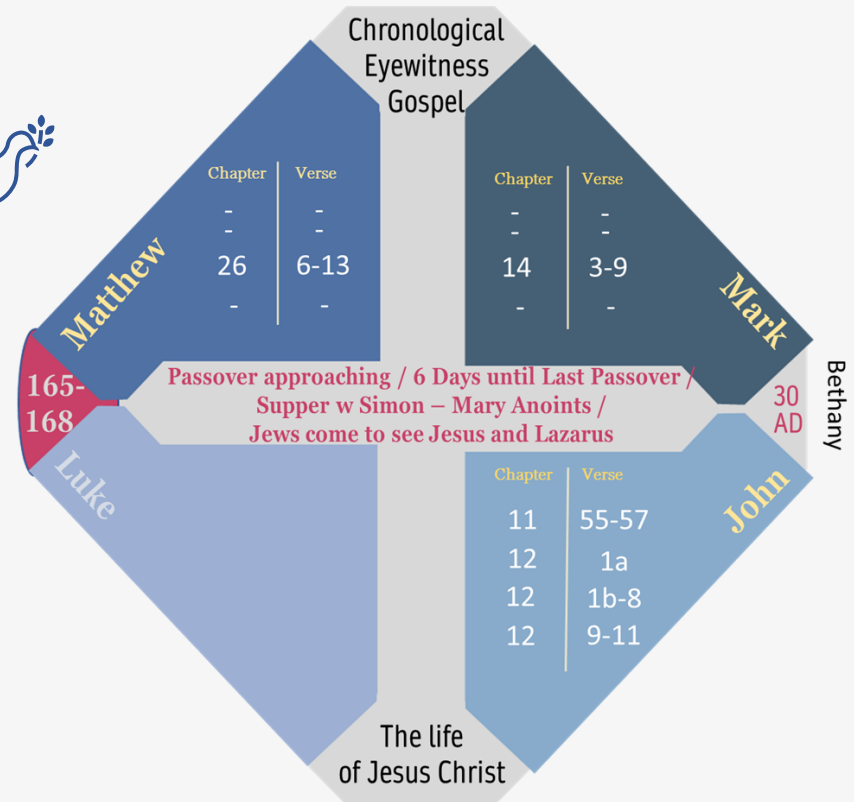 Chronological
Eyewitness
Gospel
Chapter Verse
- -
- -
26 6-13
- -
Matthew
Chapter Verse
- -
- -
14 3-9
- -
Mark
165-
168
Passover approaching / 6 Days until Last Passover /
Supper w Simon – Mary Anoints /
Jews come to see Jesus and Lazarus
30
AD
Bethany
Luke
Chapter Verse
11 55-57
12 1a
12 1b-8
12 9-11
John
The life
of Jesus Christ